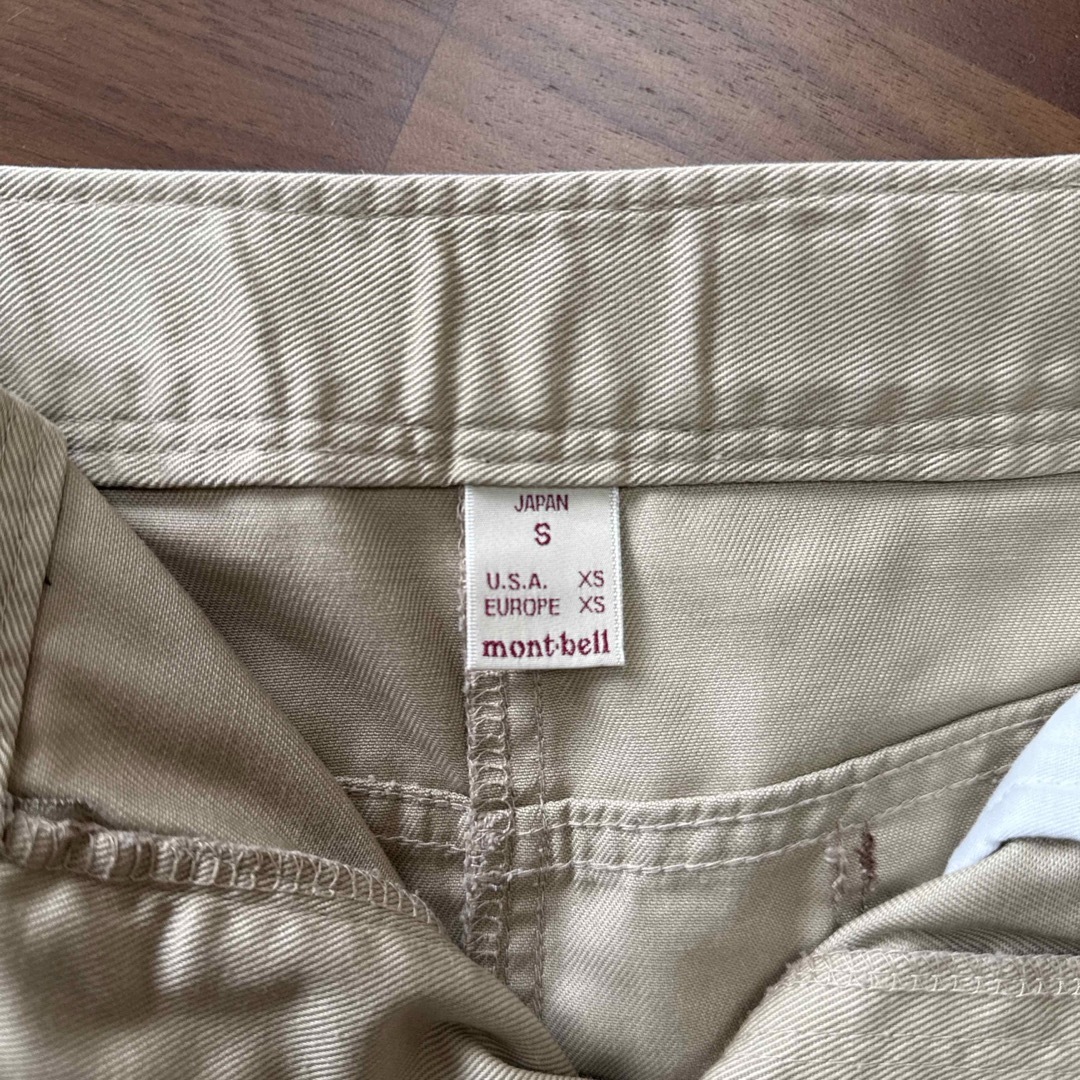 JAPAN
S
U.S.A. XS
EUROPE XS
mont·bell